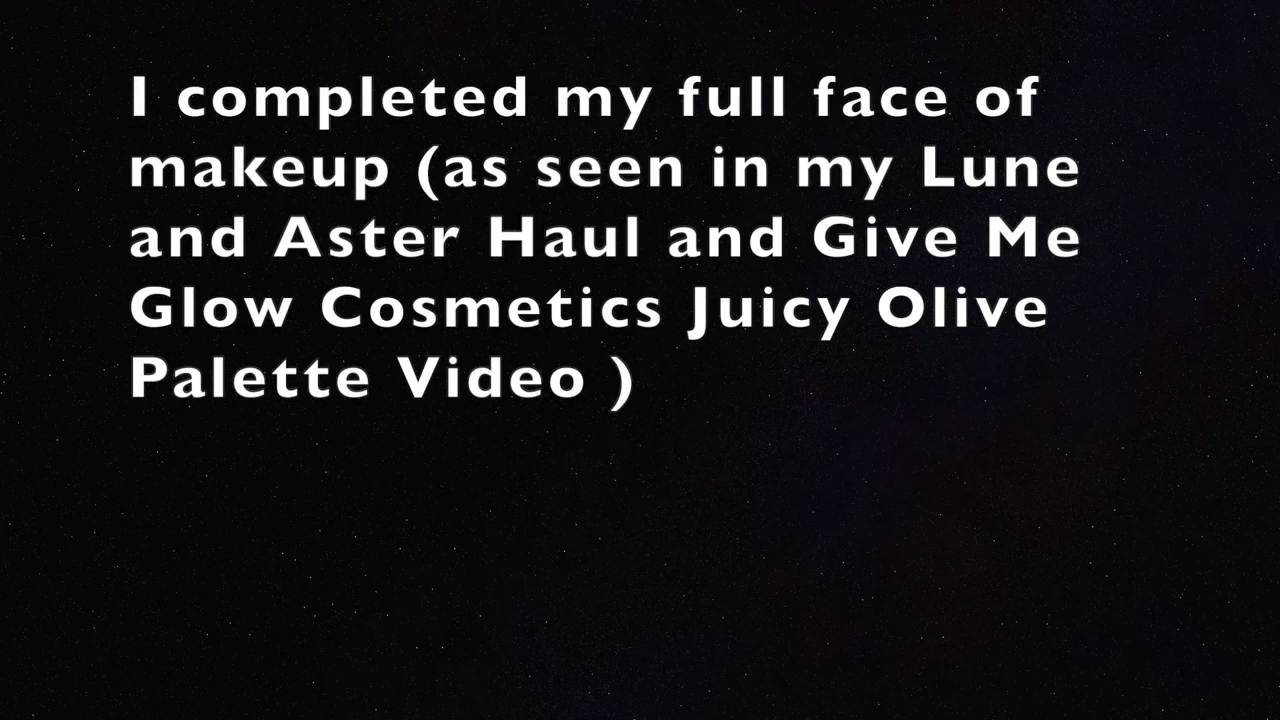 I completed my full face of
makeup (as seen in my Lune
and Aster Haul and Give Me
Glow Cosmetics Juicy Olive
Palette Video )